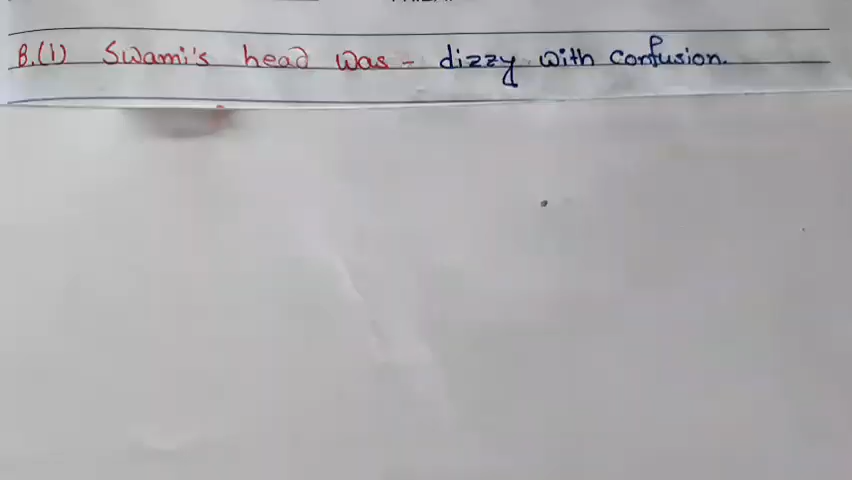 B.(1) Swami's head was - dizzy with confusion.